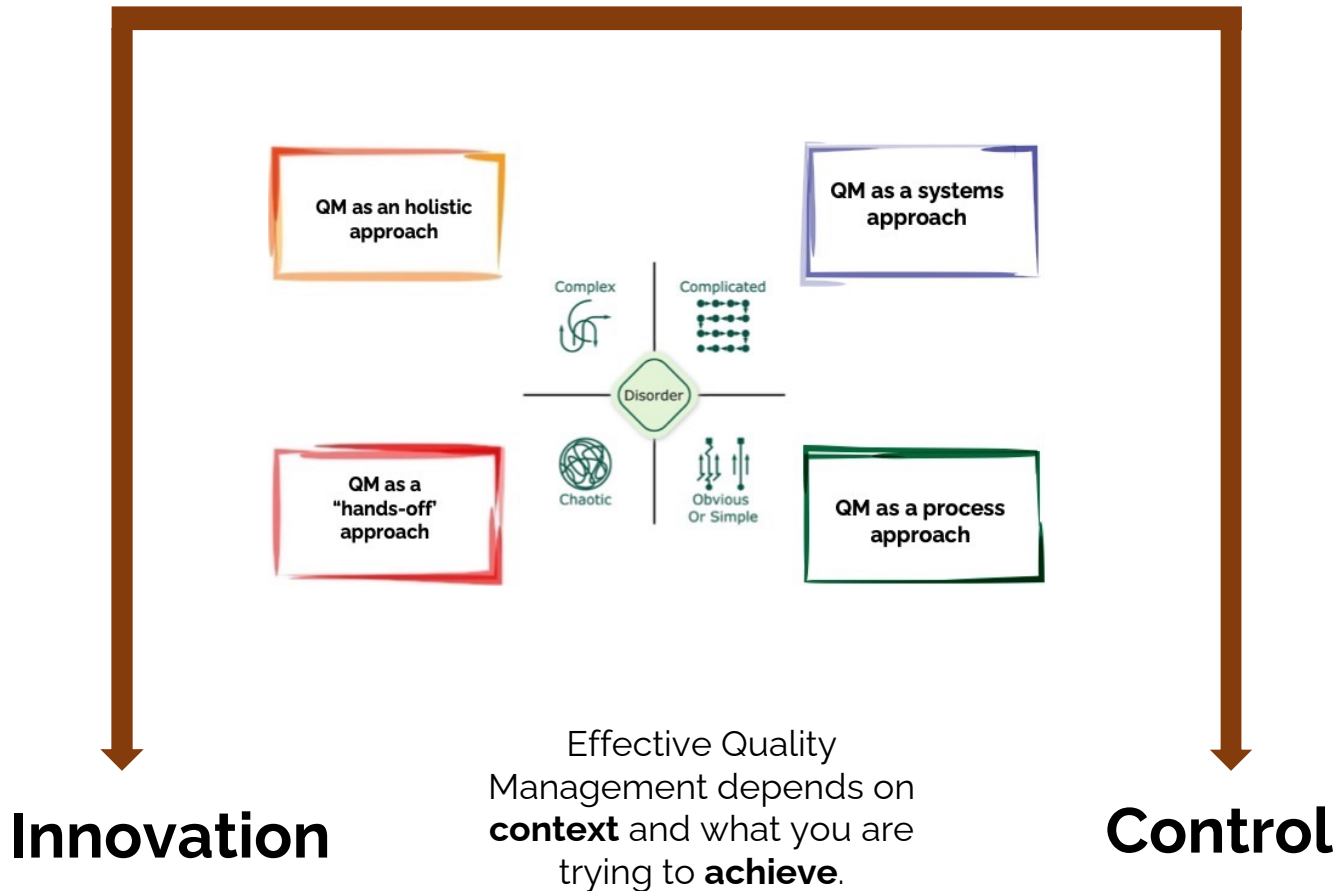 QM as an holistic
approach
QM as a systems
approach
Complex
Complicated
Disorder
Chaotic
Obvious
Or Simple
QM as a
“hands-off’
approach
QM as a process
approach
Innovation
Effective Quality
Management depends on
context and what you are
trying to achieve.
Control